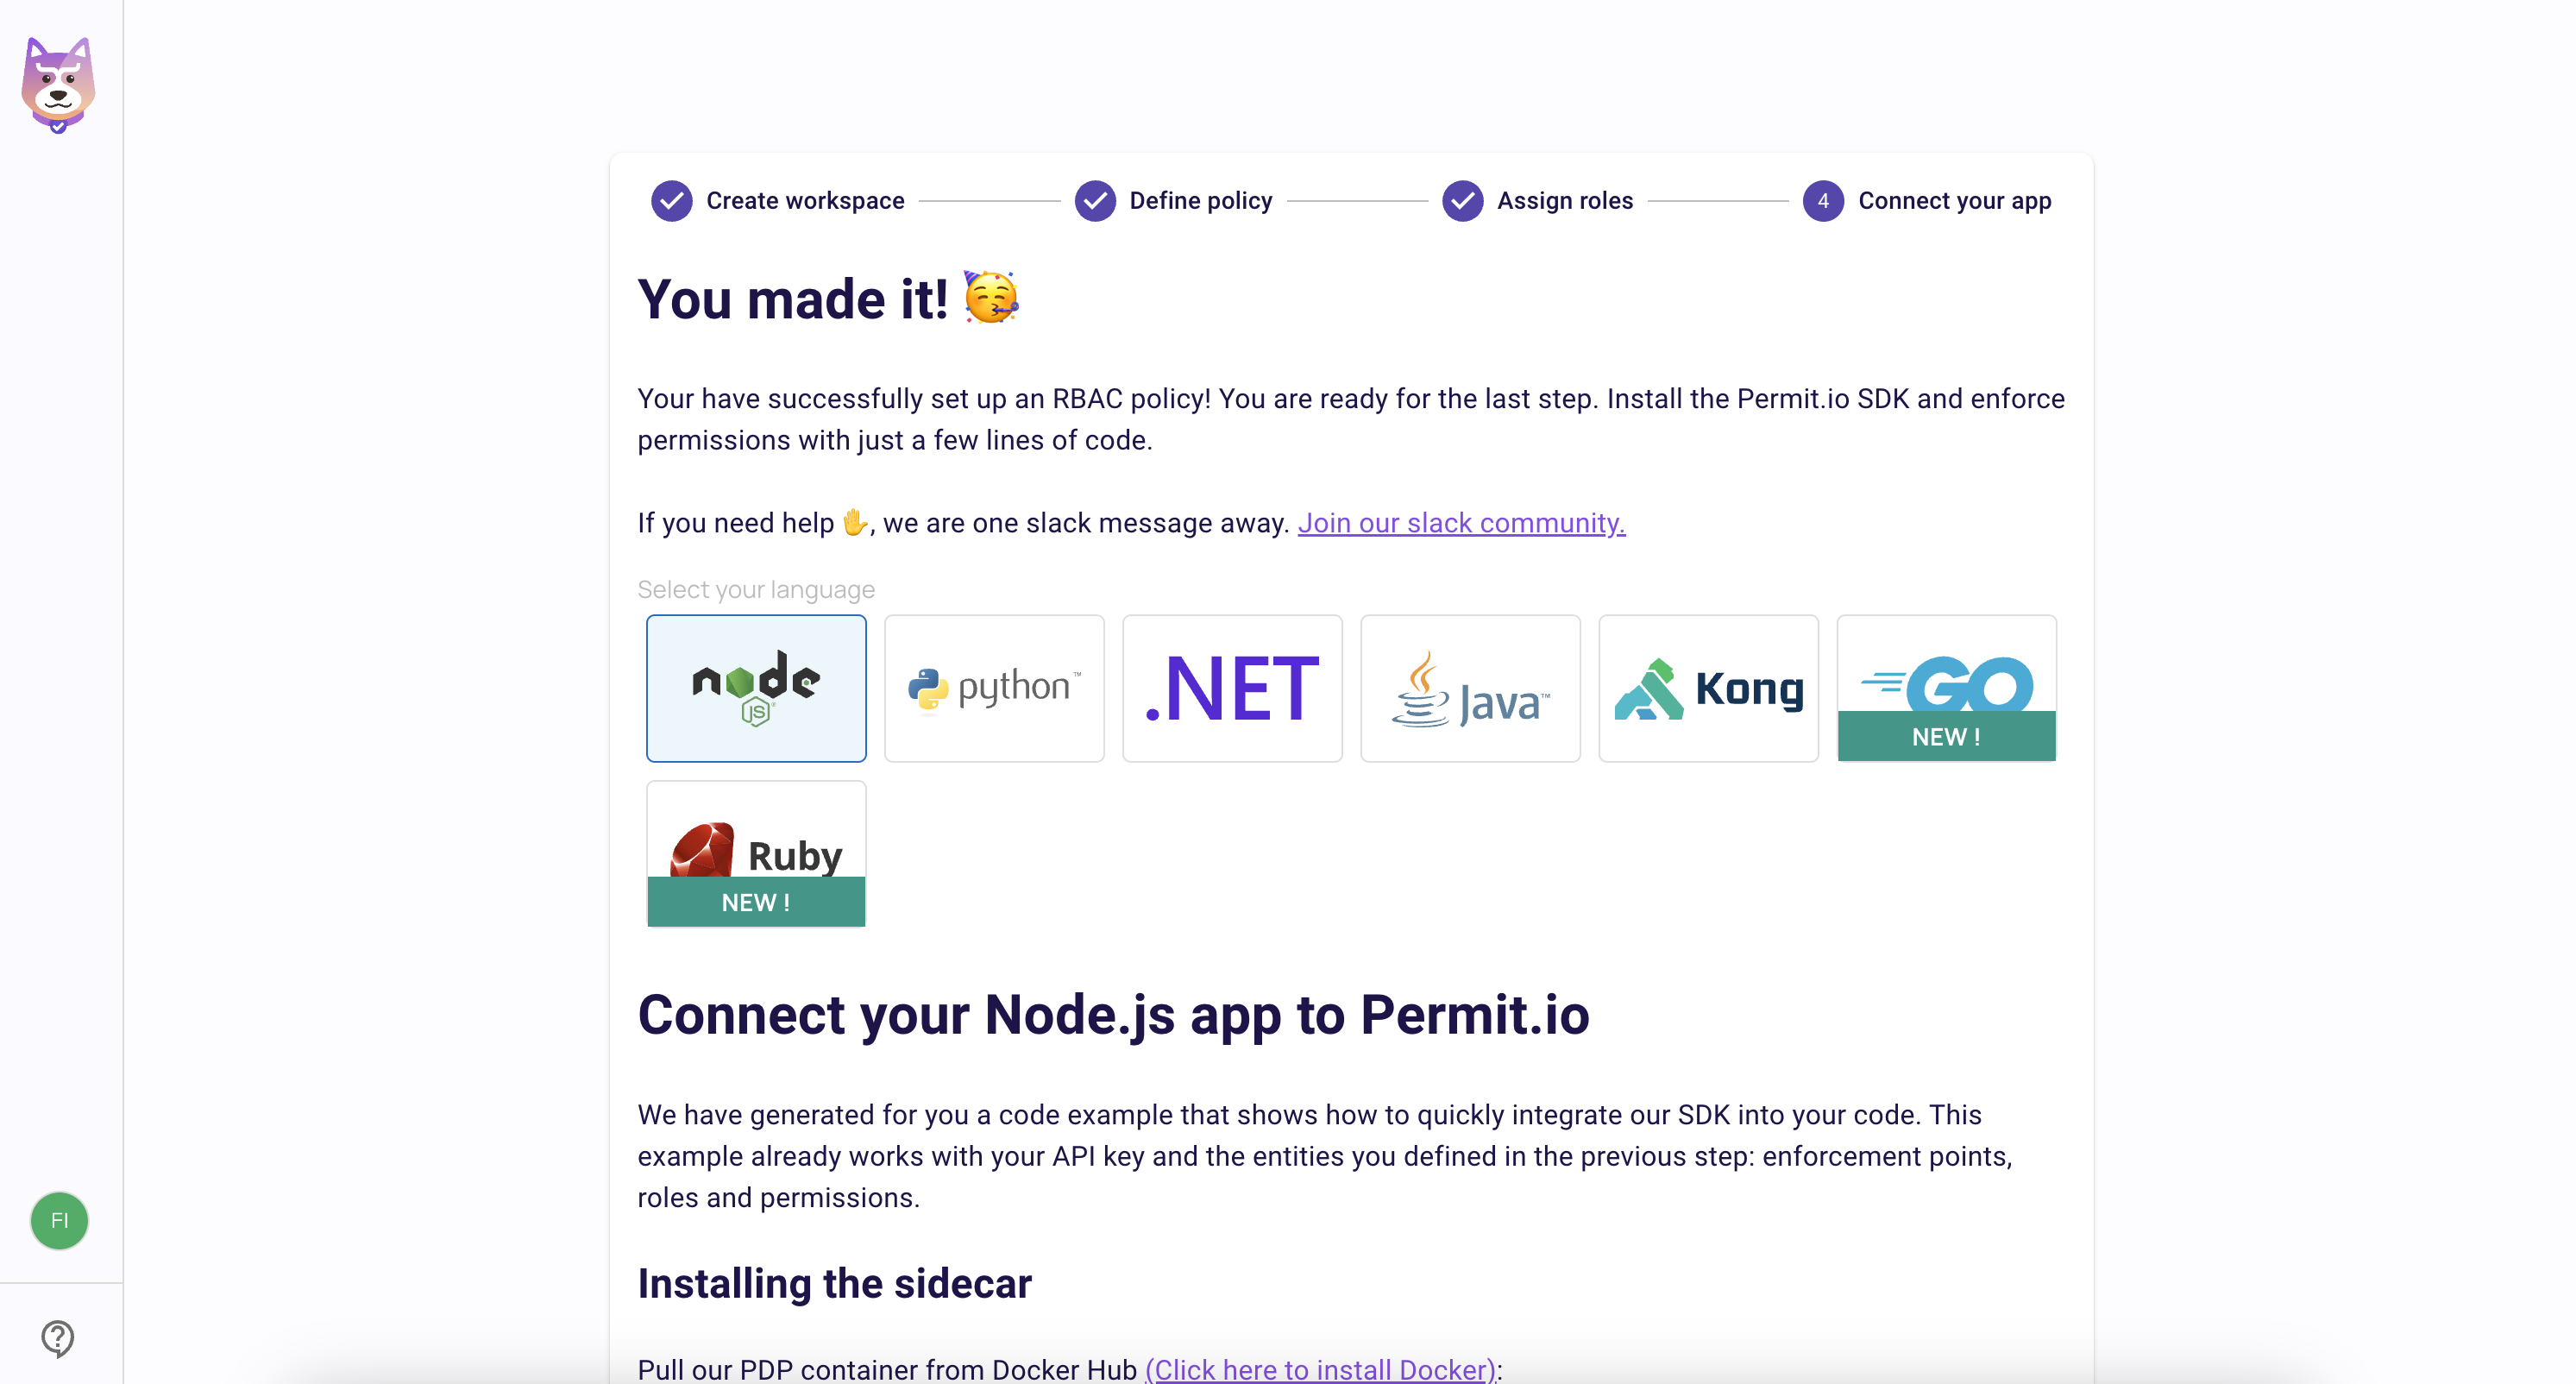 Create workspace
Define policy
Assign roles
4
Connect your app
You made it! 🥳
Your have successfully set up an RBAC policy! You are ready for the last step. Install the Permit.io SDK and enforce
permissions with just a few lines of code.
If you need help ✋, we are one slack message away. Join our slack community.
Select your language
node
JS
python™
.NET
Java™
Kong
GO
NEW !
Ruby
NEW !
Connect your Node.js app to Permit.io
We have generated for you a code example that shows how to quickly integrate our SDK into your code. This
example already works with your API key and the entities you defined in the previous step: enforcement points,
roles and permissions.
FI
Installing the sidecar
Pull our PDP container from Docker Hub (Click here to install Docker):